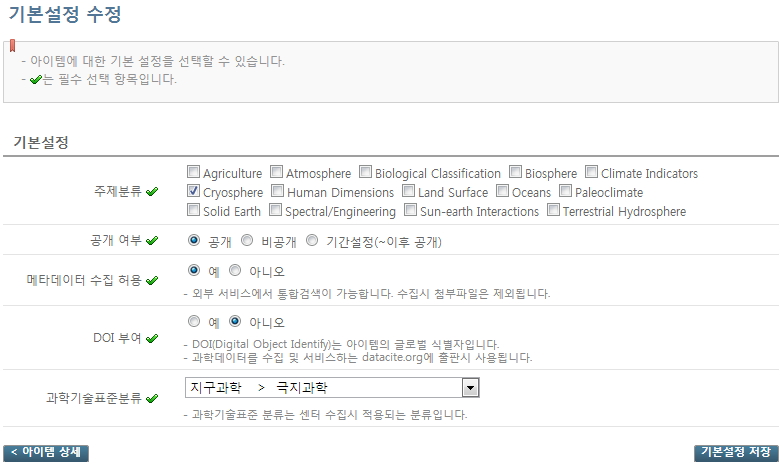 기본설정 수정
- 아이템에 대한 기본 설정을 선택할 수 있습니다.
- 는 필수 선택 항목입니다.
기본설정
주제분류
Agriculture Atmosphere Biological Classification Biosphere Climate Indicators
Cryosphere Human Dimensions Land Surface Oceans Paleoclimate
Solid Earth Spectral/Engineering Sun-earth Interactions Terrestrial Hydrosphere
공개 여부 공개 비공개 기간설정(~이후 공개)
메타데이터 수집 허용 예 아니오
- 외부 서비스에서 통합검색이 가능합니다. 수집시 첨부파일은 제외됩니다.
DOI 부여 예 아니오
- DOI(Digital Object Identify)는 아이템의 글로벌 식별자입니다.
- 과학데이터를 수집 및 서비스하는 datacite.org에 출판시 사용됩니다.
과학기술표준분류 지구과학 > 극지과학
- 과학기술표준 분류는 센터 수집시 적용되는 분류입니다.
< 아이템 상세 기본설정 저장